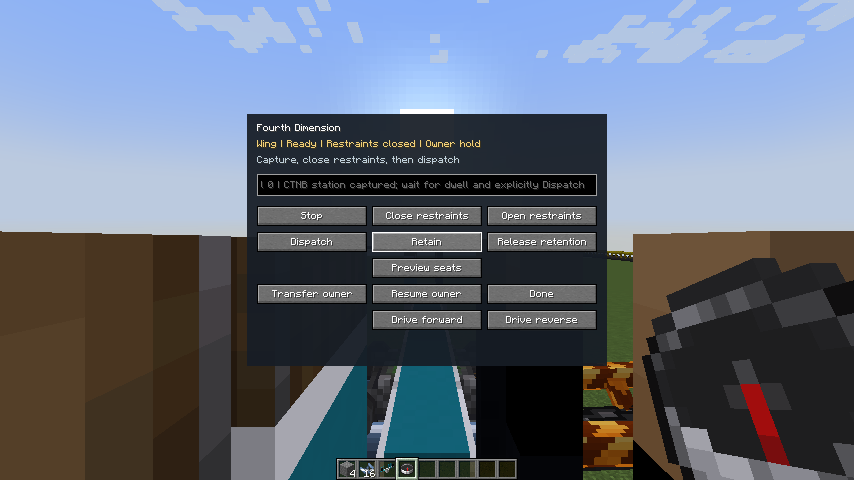 Fourth Dimension
Wing | Ready | Restraints closed | Owner hold
Capture, close restraints, then dispatch
| 0 | CTNB station captured; wait for dwell and explicitly Dispatch
Stop Close restraints Open restraints
Dispatch Retain Release retention
Preview seats
Transfer owner Resume owner Done
Drive forward Drive reverse
4 16